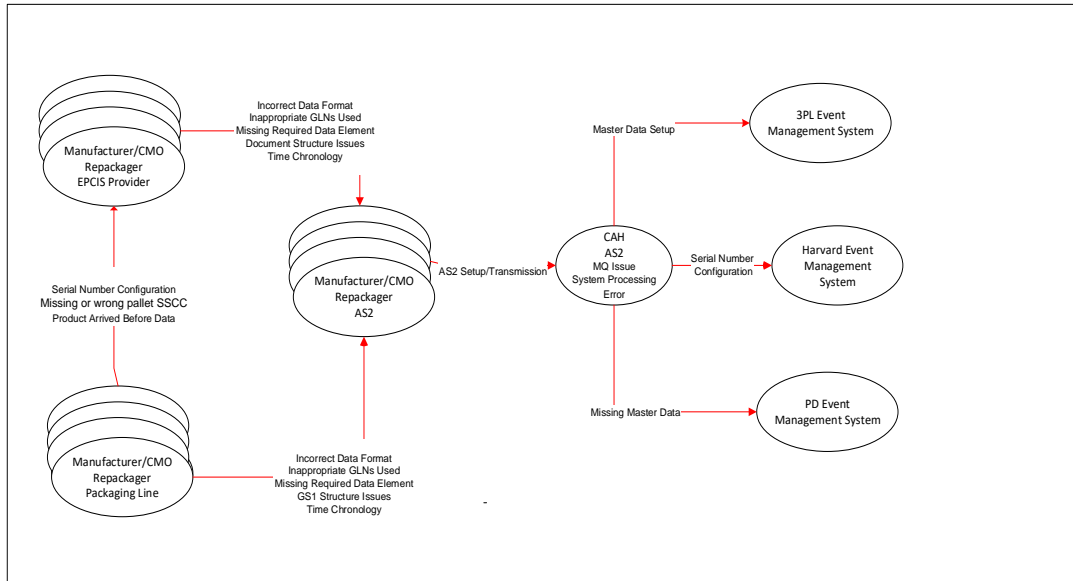 Incorrect Data Format
Inappropriate GLNs Used
Missing Required Data Element
Document Structure Issues
Time Chronology
Manufacturer/CMO
Repackager
EPCIS Provider
Master Data Setup
3PL Event
Management System
Serial Number Configuration
Missing or wrong pallet SSCC
Product Arrived Before Data
Manufacturer/CMO
Repackager
AS2
AS2 Setup/Transmission
CAH
AS2
MQ Issue
System Processing
Error
Serial Number
Configuration
Harvard Event
Management
System
Missing Master Data
PD Event
Management System
Manufacturer/CMO
Repackager
Packaging Line
Incorrect Data Format
Inappropriate GLNs Used
Missing Required Data Element
GS1 Structure Issues
Time Chronology
-